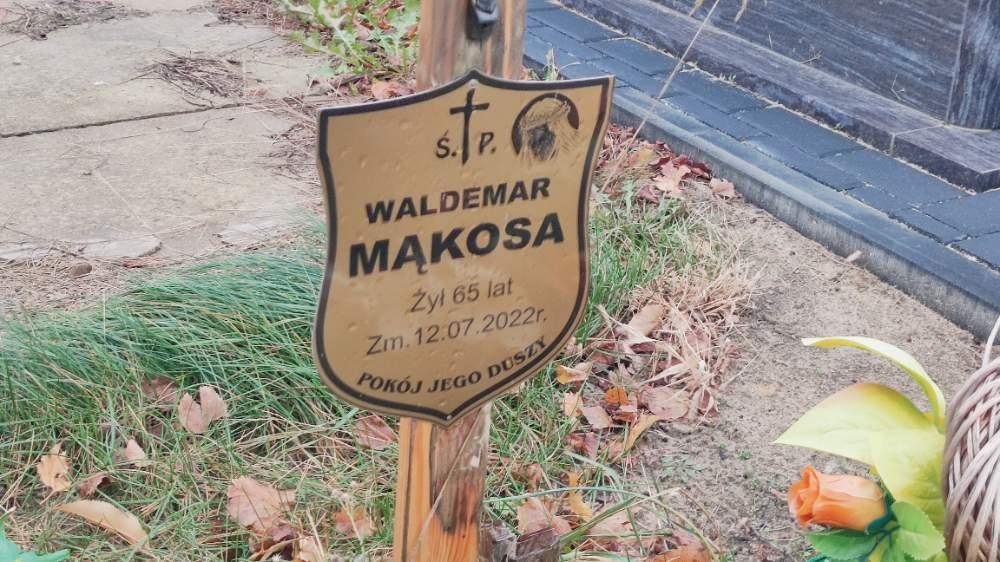 Ś. P.
WALDEMAR
MĄKOSA
Żył 65 lat
Zm. 12.07.2022r.
POKÓJ JEGO DUSZY